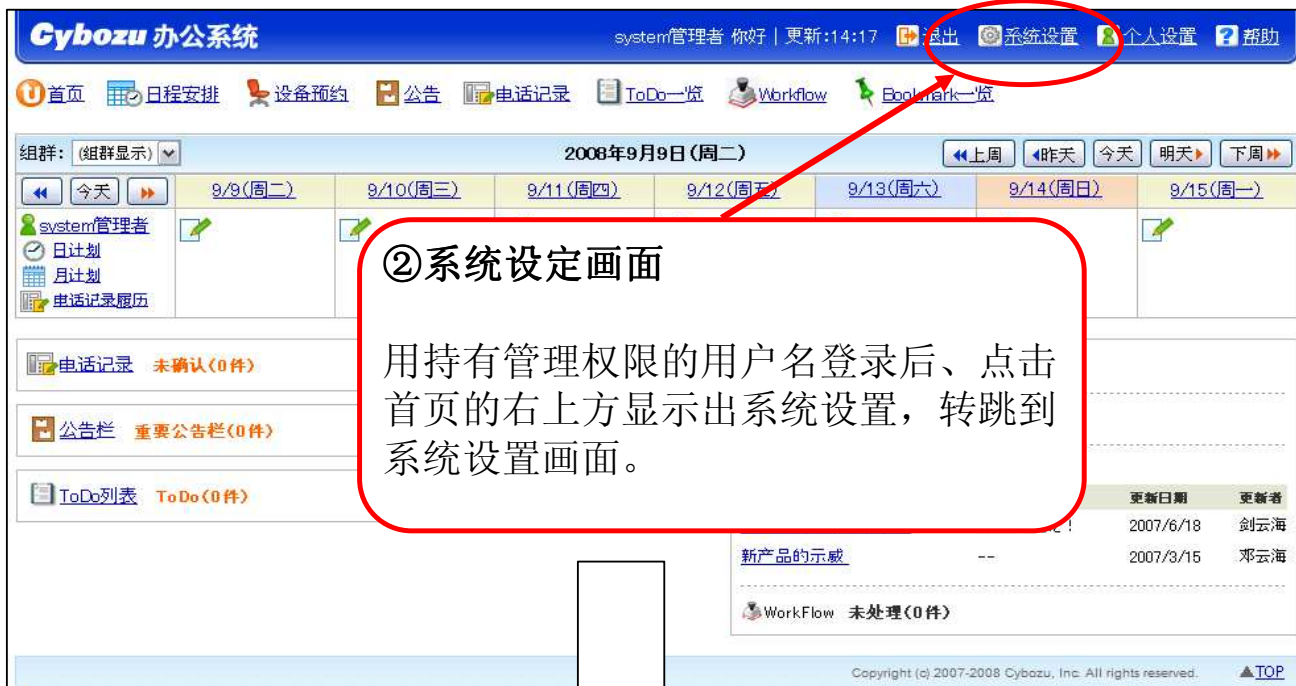 Cybozu 办公系统
system管理者 你好 | 更新:14:17 退出 系统设置 个人设置 帮助
首页 日程安排 设备预约 公告 电话记录 ToDo一览 Workflow Bookmark一览
组群: (组群显示) 2008年9月9日(周二) 上周 昨天 今天 明天 下周
今天 9/9(周二) 9/10(周三) 9/11(周四) 9/12(周五) 9/13(周六) 9/14(周日) 9/15(周一)
system管理者
日计划
月计划
电话记录履历
②系统设定画面
用持有管理权限的用户名登录后、点击
首页的右上方显示出系统设置，转跳到
系统设置画面。
电话记录 未确认(0件)
公告栏 重要公告栏(0件)
ToDo列表 ToDo(0件)
更新日期 更新者
! 2007/6/18 剑云海
新产品的示威 -- 2007/3/15 邓云海
WorkFlow 未处理(0件)
Copyright (c) 2007-2008 Cybozu, Inc. All rights reserved. ▲TOP